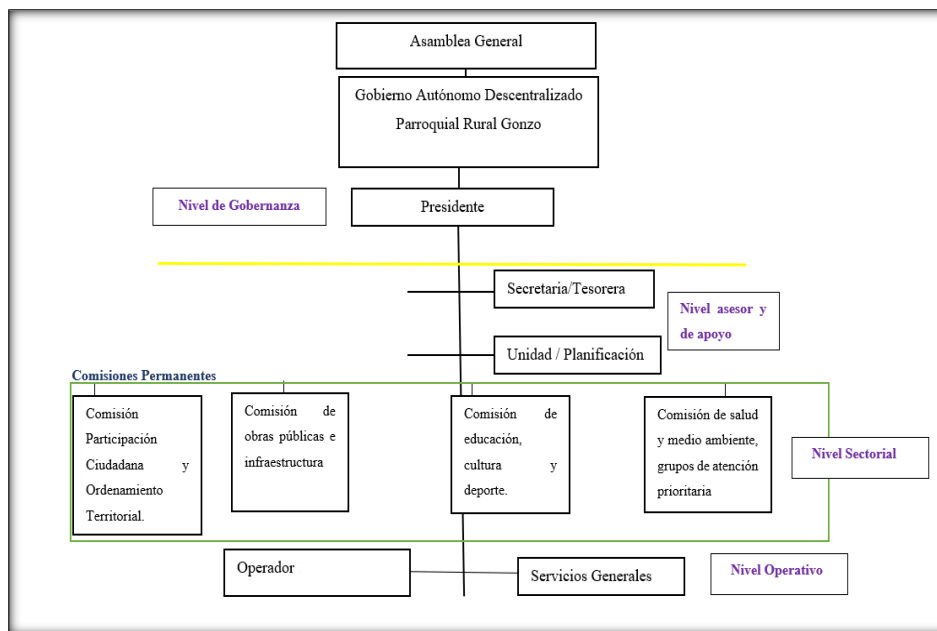 Asamblea General
Gobierno Autónomo Descentralizado
Parroquial Rural Gonzo
Nivel de Gobernanza
Presidente
Secretaria/Tesorera
Nivel asesor y
de apoyo
Unidad / Planificación
Comisiones Permanentes
Comisión
Participación
Ciudadana y
Ordenamiento
Territorial.
Comisión de
obras públicas e
infraestructura
Comisión de
educación,
cultura y
deporte.
Comisión de salud
y medio ambiente,
grupos de atención
prioritaria
Nivel Sectorial
Operador
Servicios Generales
Nivel Operativo